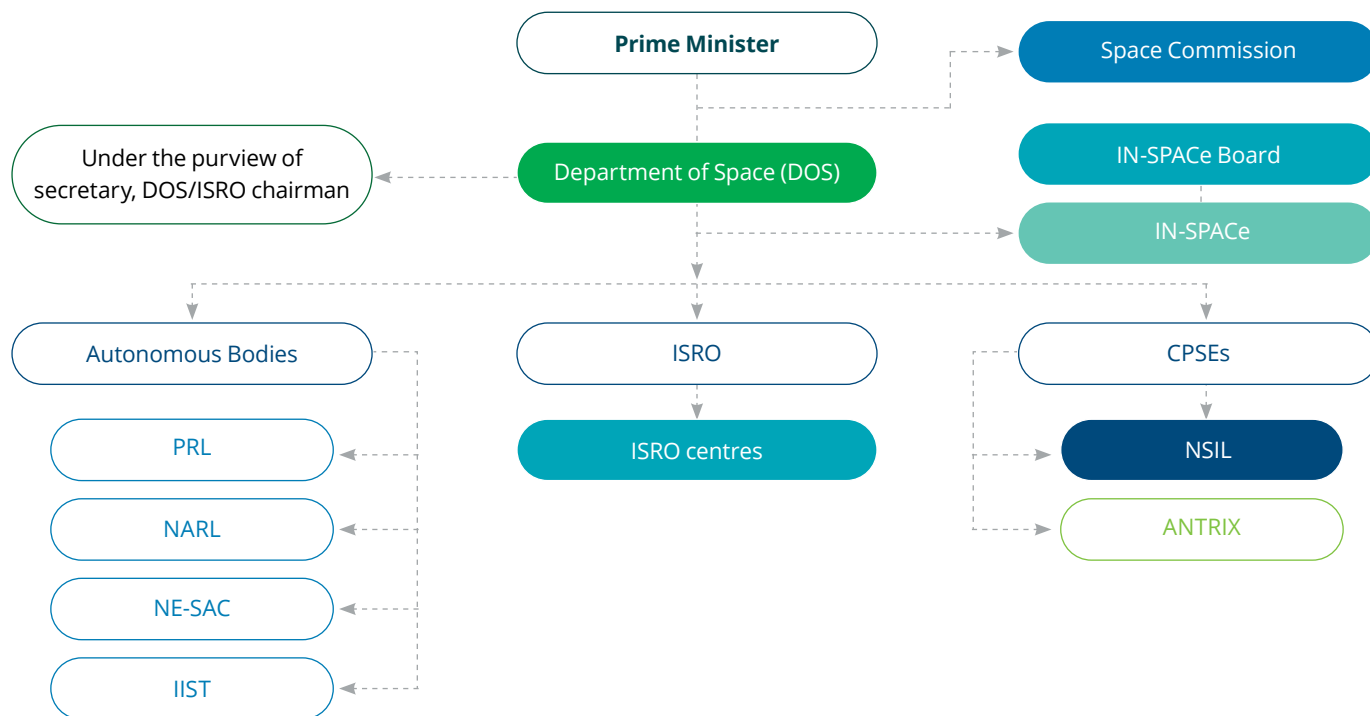 Prime Minister
Space Commission
Under the purview of
secretary, DOS/ISRO chairman
Department of Space (DOS)
IN-SPACe Board
IN-SPACe
Autonomous Bodies
ISRO
CPSEs
PRL
ISRO centres
NSIL
NARL
ANTRIX
NE-SAC
IIST